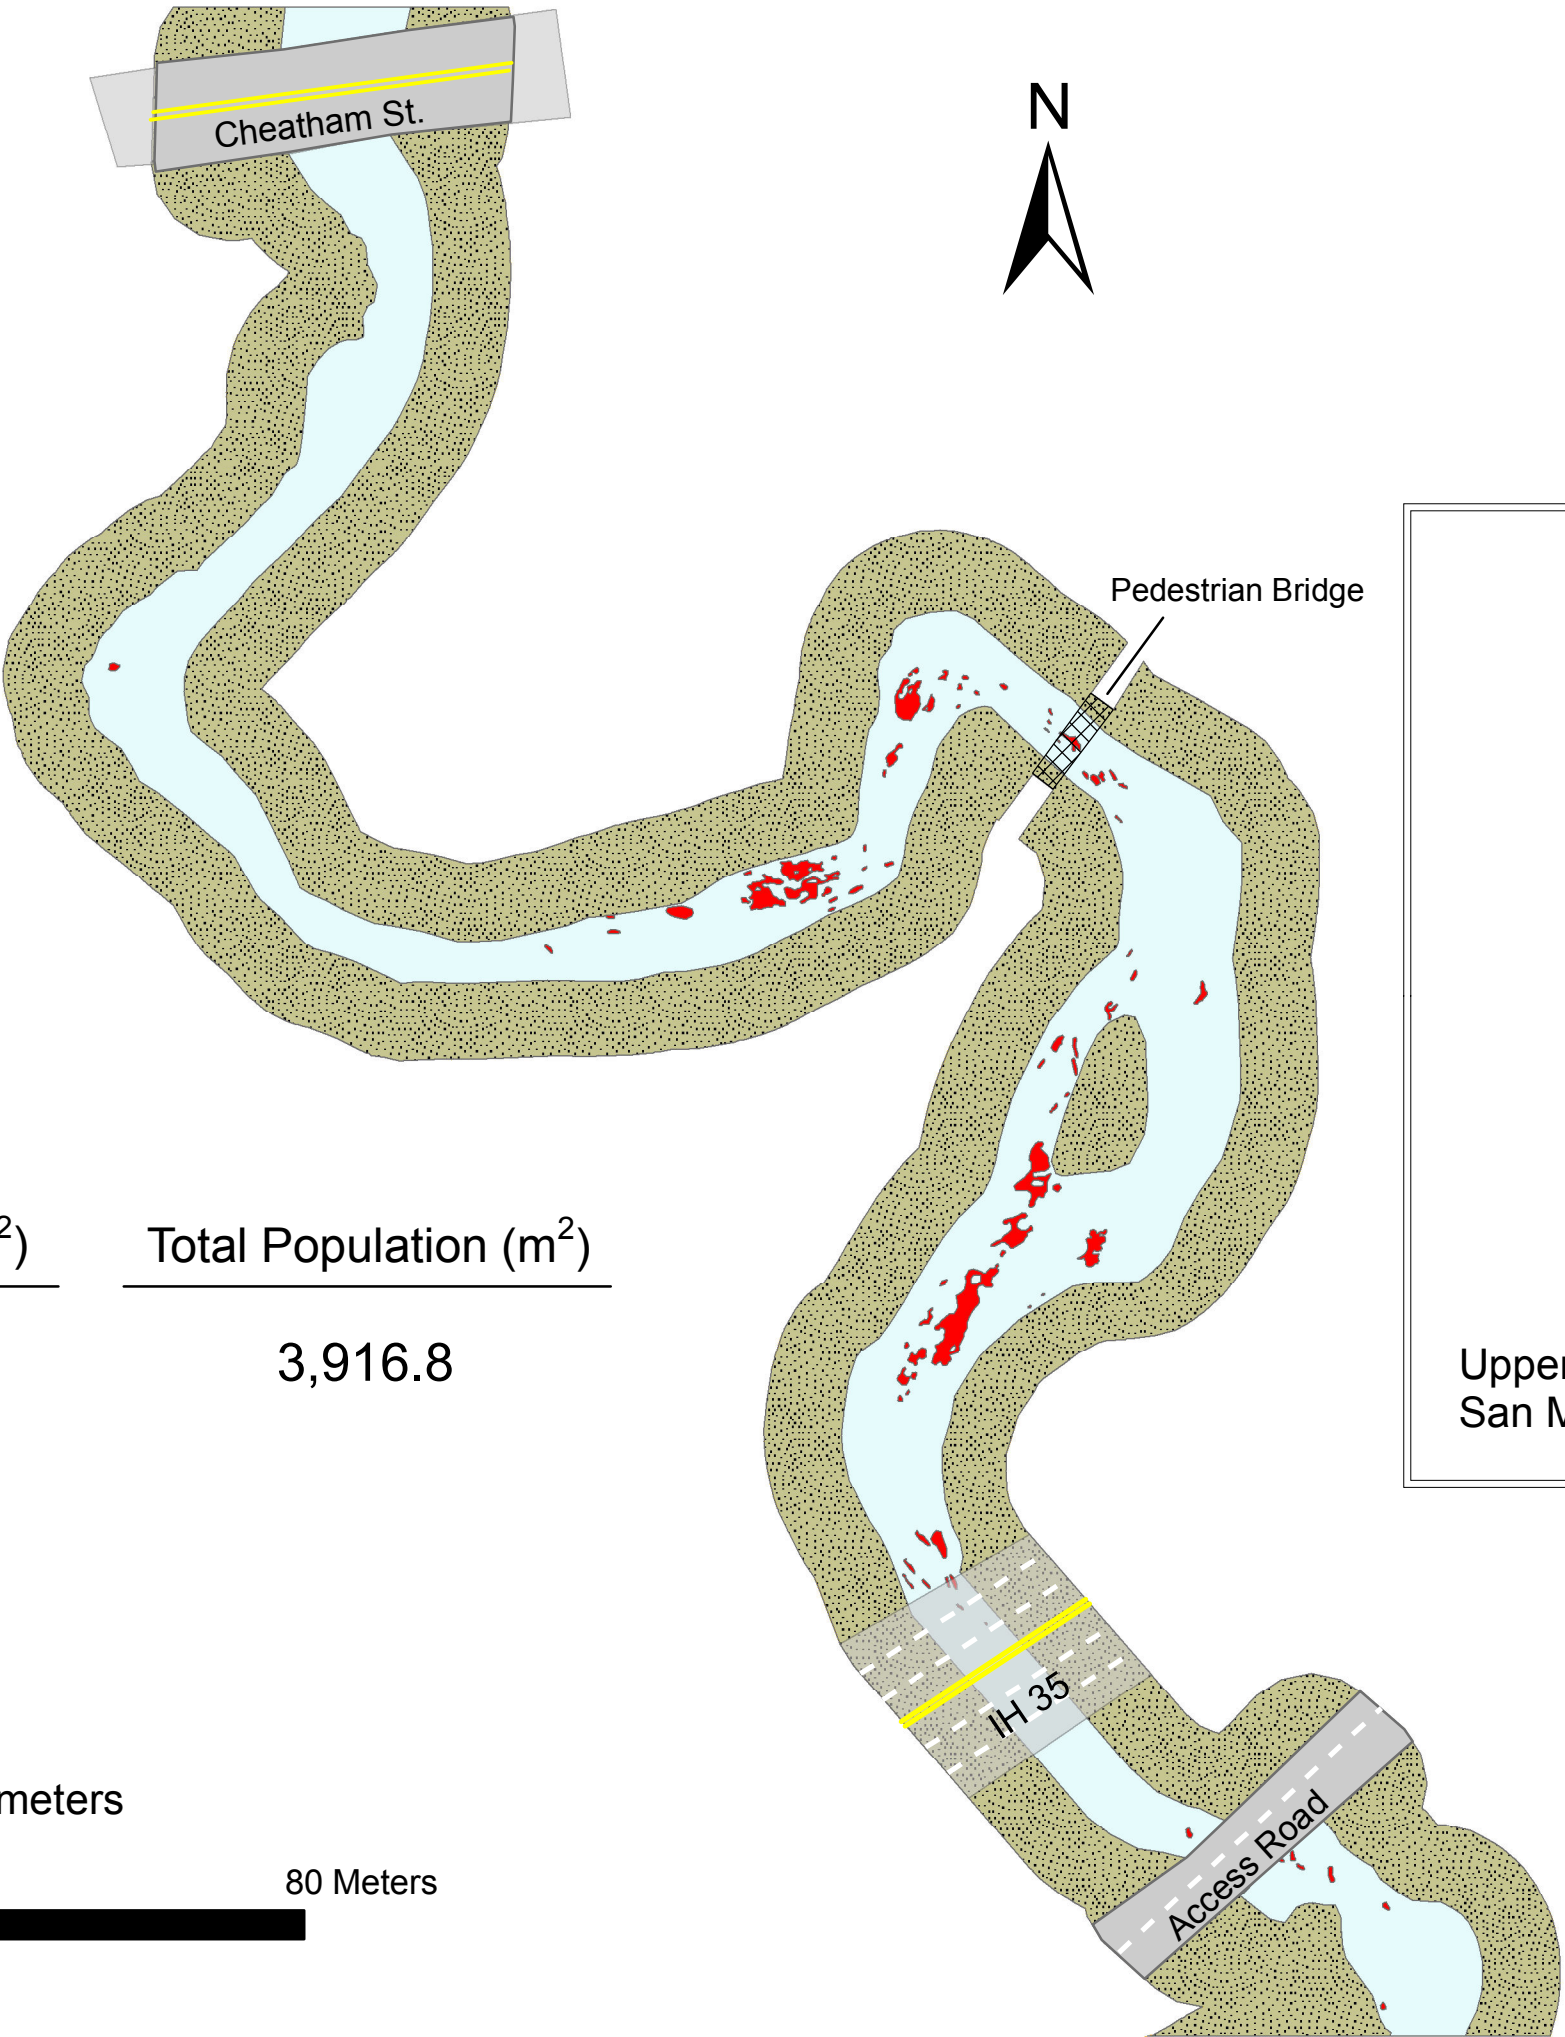 Cheatham St.
N
Pedestrian Bridge
²)
Total Population (m²)
3,916.8
Upper
San M
IH 35
meters
80 Meters
Access Road